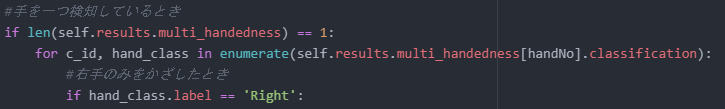 #手を一つ検知しているとき
if len(self.results.multi_handedness) == 1:
for c_id, hand_class in enumerate(self.results.multi_handedness[handNo].classification):
#右手のみをかざしたとき
if hand_class.label == 'Right':